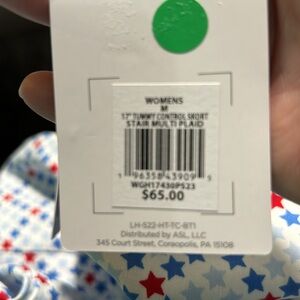 WOMENS
M
17" TUMMY CONTROL SKORT
STAIR MULTI PLAID
1 96358 43909 5
WGH17430PS23
$65.00
LH-S22-HT-TC-BT1
Distributed by ASL, LLC
345 Court Street, Coraopolis, PA 15108